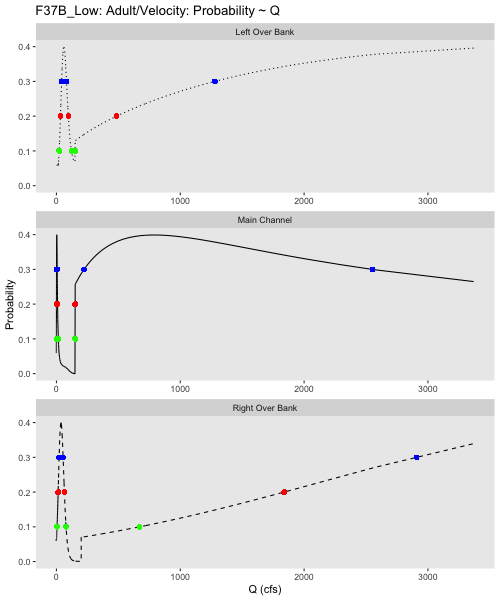 F37B_Low: Adult/Velocity: Probability ~ Q
Left Over Bank
0.4
0.3
0.2
0.1
0.0
0 1000 2000 3000
Main Channel
0.4
0.3
0.2
0.1
0.0
0 1000 2000 3000
Probability
Right Over Bank
0.4
0.3
0.2
0.1
0.0
0 1000 2000 3000
Q (cfs)